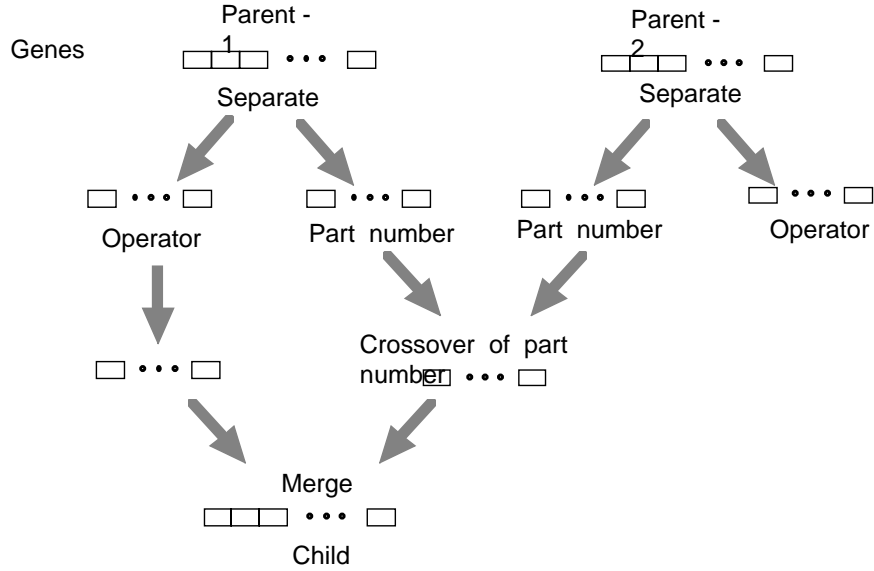 Parent -
1
Parent -
2
Genes
Separate
Separate
Operator
Part number
Part number
Operator
Crossover of part
number
Merge
Child